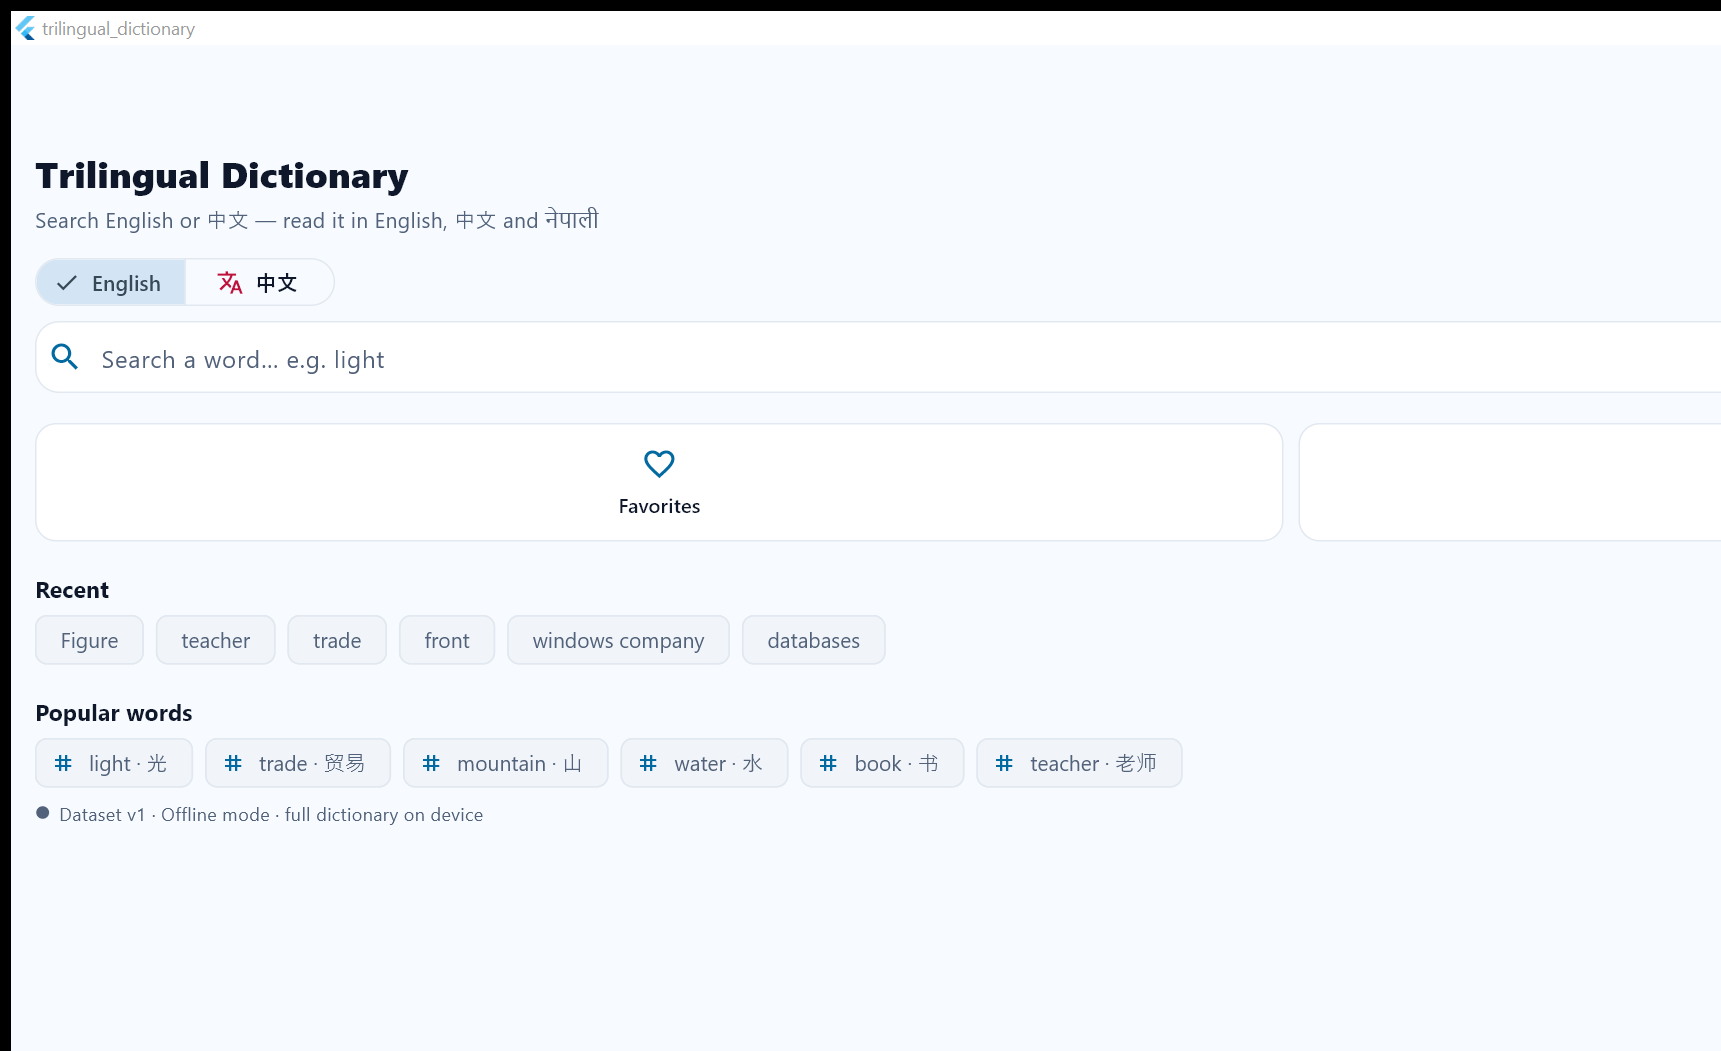 trilingual_dictionary
Trilingual Dictionary
Search English or 中文 — read it in English, 中文 and नेपाली
English 中文
Search a word... e.g. light
Favorites
Recent
Figure teacher trade front windows company databases
Popular words
# light · 光 # trade · 贸易 # mountain · 山 # water · 水 # book · 书 # teacher · 老师
Dataset v1 · Offline mode · full dictionary on device